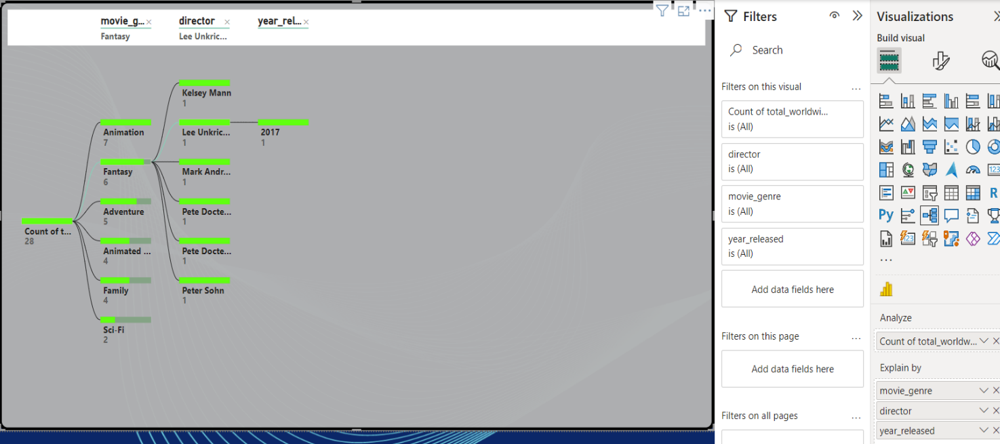 movie_g... × director × year_rel... ×
Fantasy Lee Unkric...
Kelsey Mann
1
Animation
7
Lee Unkric...
1
2017
1
Fantasy
6
Mark Andr...
1
Adventure
5
Pete Docte...
1
Count of t...
28
Animated ...
4
Pete Docte...
1
Family
4
Peter Sohn
1
Sci-Fi
2
Filters
Search
Filters on this visual ...
Count of total_worldwi...
is (All)
director
is (All)
movie_genre
is (All)
year_released
is (All)
Add data fields here
Filters on this page ...
Add data fields here
Filters on all pages ...
Visualizations
Build visual
123
R
Py
123
...
Analyze
Count of total_worldw...
Explain by
movie_genre
director
year_released